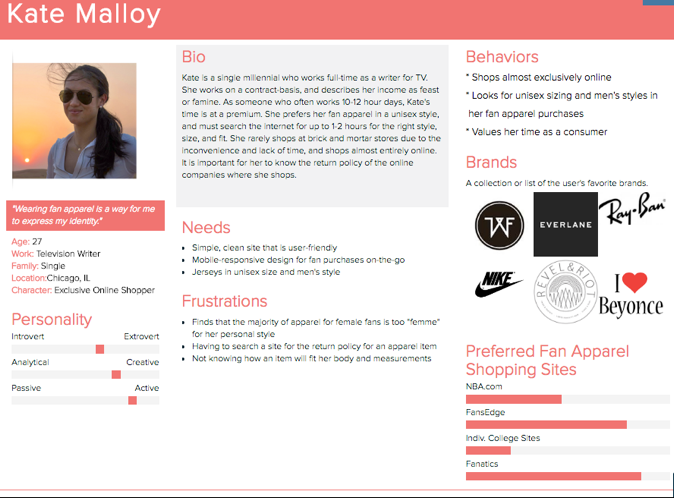 Kate Malloy
"Wearing fan apparel is a way for me
to express my identity."
Age: 27
Work: Television Writer
Family: Single
Location:Chicago, IL
Character: Exclusive Online Shopper
Personality
Introvert Extrovert
Analytical Creative
Passive Active
Bio
Kate is a single millennial who works full-time as a writer for TV.
She works on a contract-basis, and describes her income as feast
or famine. As someone who often works 10-12 hour days, Kate's
time is at a premium. She prefers her fan apparel in a unisex style,
and must search the internet for up to 1-2 hours for the right style,
size, and fit. She rarely shops at brick and mortar stores due to the
inconvenience and lack of time, and shops almost entirely online.
It is important for her to know the return policy of the online
companies where she shops.
Needs
• Simple, clean site that is user-friendly
• Mobile-responsive design for fan purchases on-the-go
• Jerseys in unisex size and men's style
Frustrations
• Finds that the majority of apparel for female fans is too "femme"
for her personal style
• Having to search a site for the return policy for an apparel item
• Not knowing how an item will fit her body and measurements
Behaviors
* Shops almost exclusively online
* Looks for unisex sizing and men's styles in
her fan apparel purchases
* Values her time as a consumer
Brands
A collection or list of the user's favorite brands.
WF
EVERLANE
Ray-Ban
NIKE
REVEL & RIOT
I
Beyonce
Preferred Fan Apparel
Shopping Sites
NBA.com
FansEdge
Indiv. College Sites
Fanatics